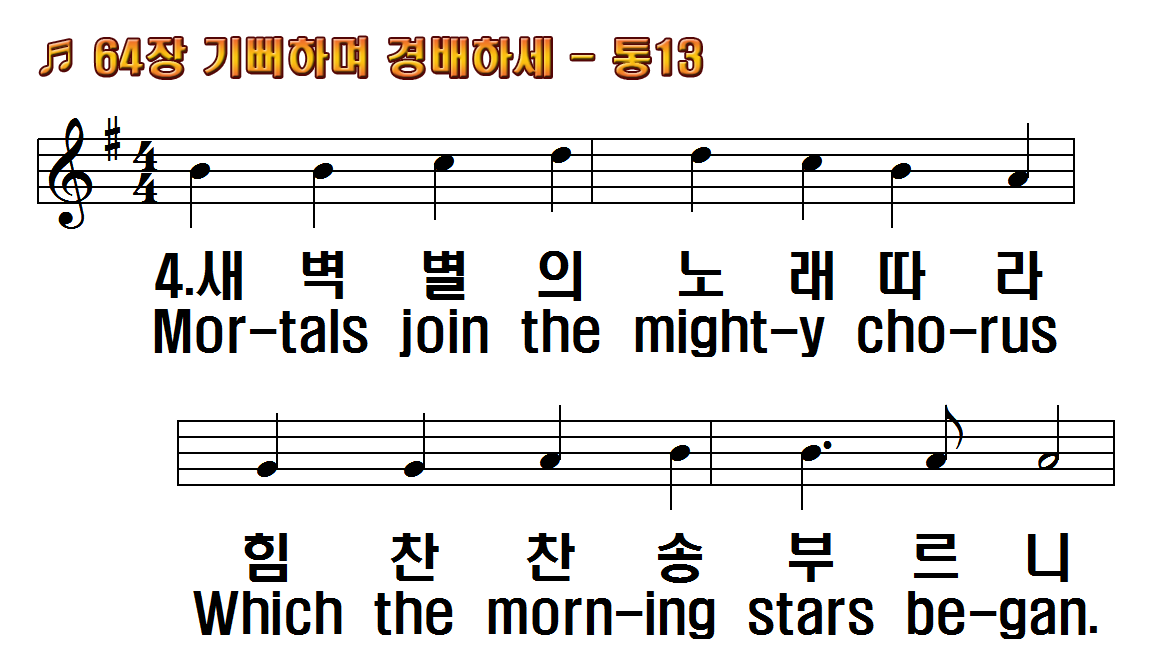 ♬ 64장 기뻐하며 경배하세 - 통13
4.새 벽 별 의 노 래 따 라
Mor-tals join the might-y cho-rus
힘 찬 찬 송 부 르 니
Which the morn-ing stars be-gan.